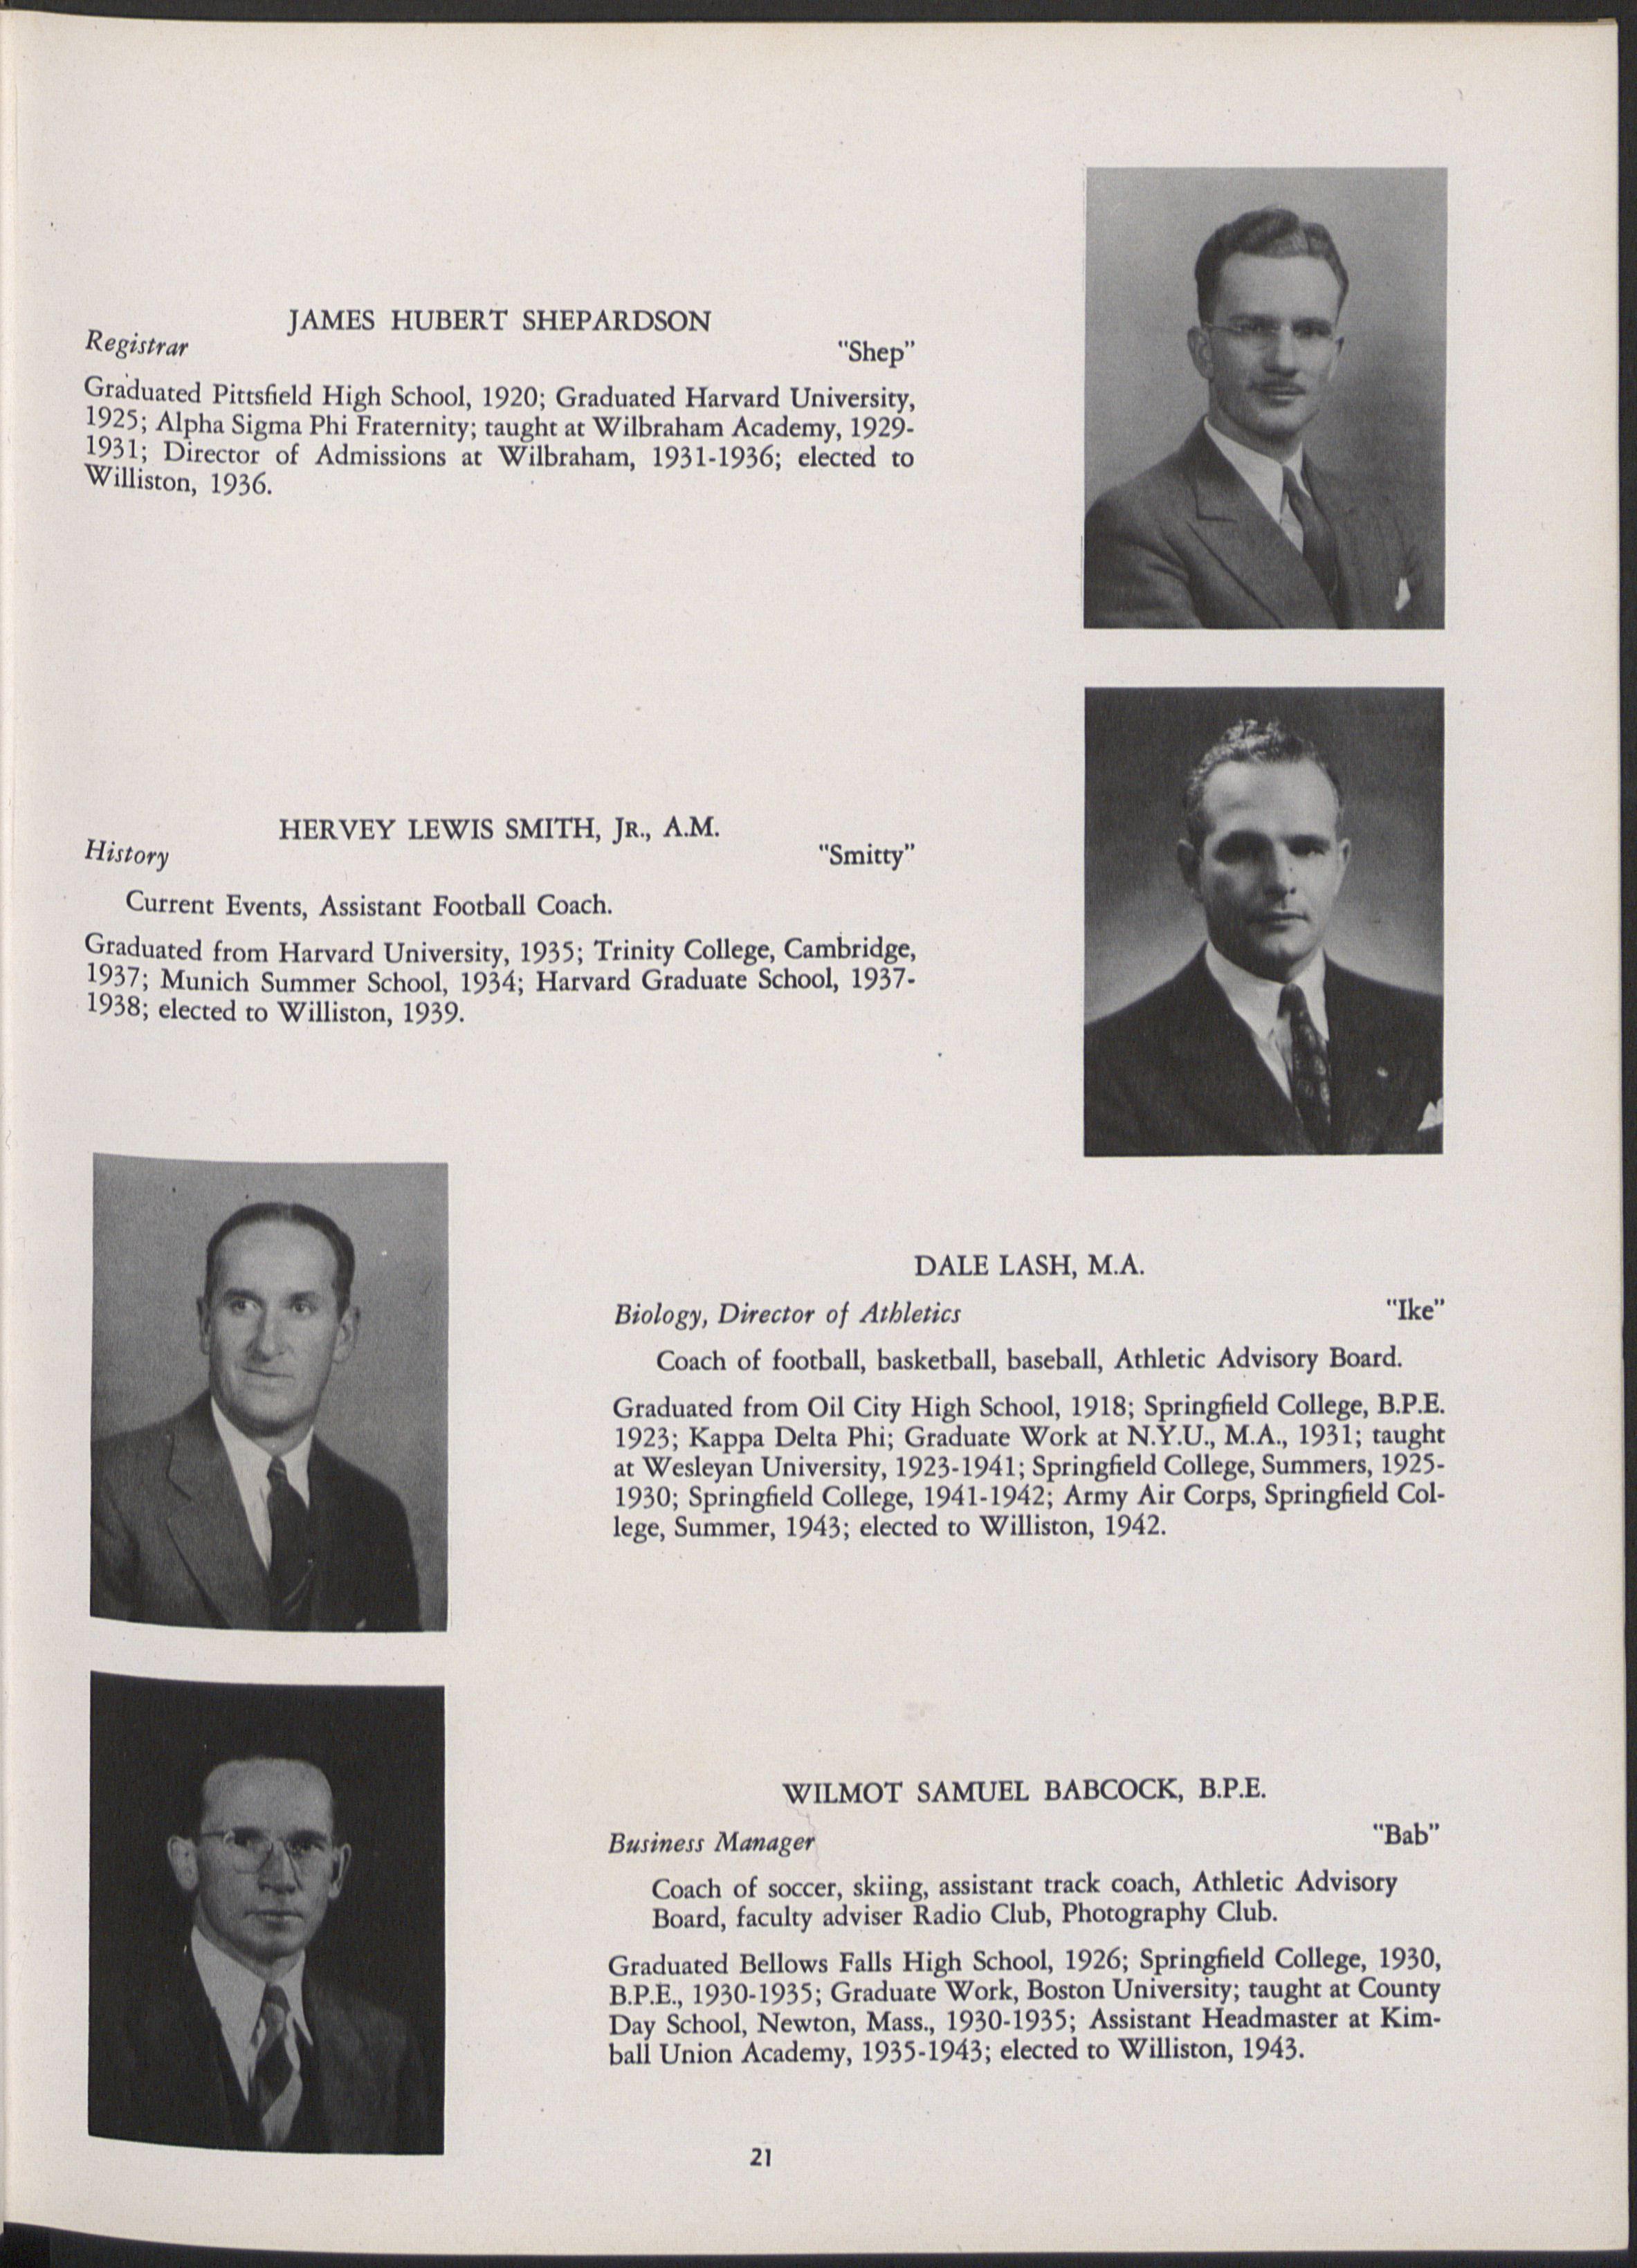 JAMES HUBERT SHEPARDSON
Registrar "Shep"
Graduated Pittsfield High School, 1920; Graduated Harvard University,
1925; Alpha Sigma Phi Fraternity; taught at Wilbraham Academy, 1929-
1931; Director of Admissions at Wilbraham, 1931-1936; elected to
Williston, 1936.
HERVEY LEWIS SMITH, JR., A.M.
History "Smitty"
Current Events, Assistant Football Coach.
Graduated from Harvard University, 1935; Trinity College, Cambridge,
1937; Munich Summer School, 1934; Harvard Graduate School, 1937-
1938; elected to Williston, 1939.
DALE LASH, M.A.
Biology, Director of Athletics "Ike"
Coach of football, basketball, baseball, Athletic Advisory Board.
Graduated from Oil City High School, 1918; Springfield College, B.P.E.
1923; Kappa Delta Phi; Graduate Work at N.Y.U., M.A., 1931; taught
at Wesleyan University, 1923-1941; Springfield College, Summers, 1925-
1930; Springfield College, 1941-1942; Army Air Corps, Springfield Col-
lege, Summer, 1943; elected to Williston, 1942.
WILMOT SAMUEL BABCOCK, B.P.E.
Business Manager "Bab"
Coach of soccer, skiing, assistant track coach, Athletic Advisory
Board, faculty adviser Radio Club, Photography Club.
Graduated Bellows Falls High School, 1926; Springfield College, 1930,
B.P.E., 1930-1935; Graduate Work, Boston University; taught at County
Day School, Newton, Mass., 1930-1935; Assistant Headmaster at Kim-
ball Union Academy, 1935-1943; elected to Williston, 1943.
21